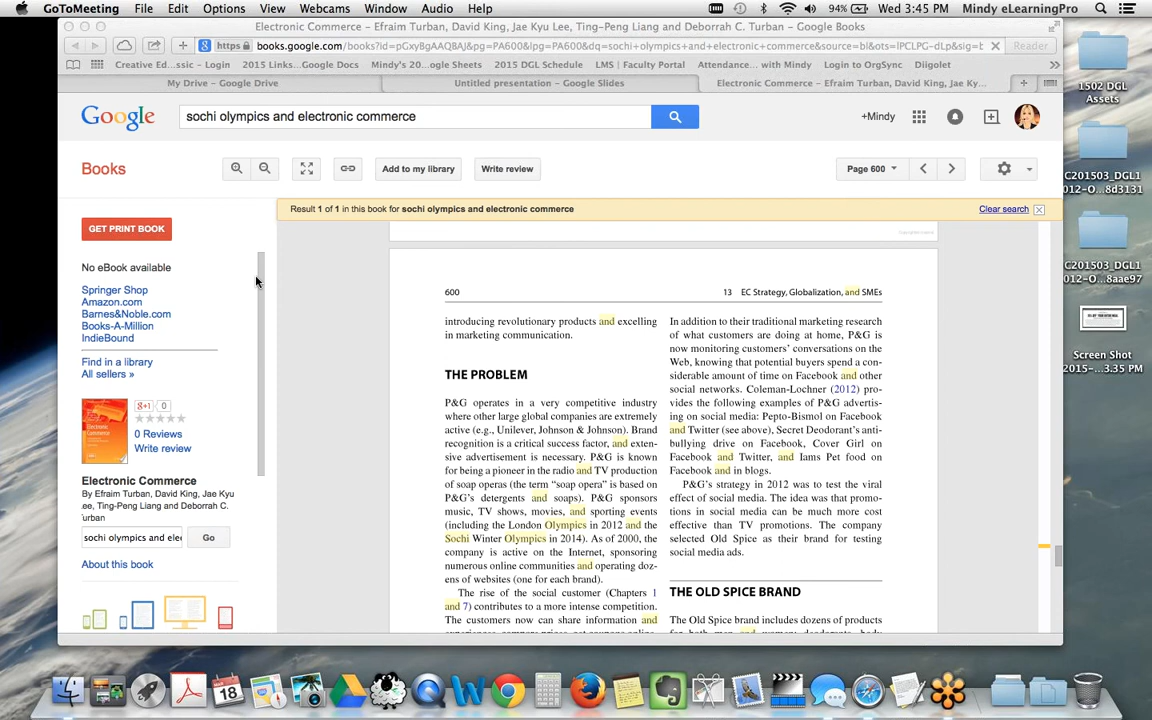 GoToMeeting File Edit Options View Webcams Window Audio Help 94% Wed 3:45 PM Mindy eLearningPro
Electronic Commerce – Efraim Turban, David King, Jae Kyu Lee, Ting-Peng Liang and Deborrah C. Turban – Google Books
https books.google.com/books?id=pGxyBgAAQBAJ&pg=PA600&lpg=PA600&dq=sochi+olympics+and+electronic+commerce&source=bl&ots=lPCLPG-dLp&sig=t Reader
Creative Ed...ssic – Login 2015 Links...Google Docs Mindy's 20...ogle Sheets 2015 DGL Schedule LMS | Faculty Portal Attendance... with Mindy Login to OrgSync Diigolet >>
My Drive – Google Drive Untitled presentation – Google Slides Electronic Commerce – Efraim Turban, David King, Jae Ky... +
1502 DGL
Assets
Google sochi olympics and electronic commerce +Mindy
Books Add to my library Write review Page 600
C201503_DGL1
012-O...8d3131
Result 1 of 1 in this book for sochi olympics and electronic commerce Clear search
GET PRINT BOOK
No eBook available
Springer Shop
Amazon.com
Barnes&Noble.com
Books-A-Million
IndieBound
Find in a library
All sellers »
g+1 0
0 Reviews
Write review
Electronic Commerce
By Efraim Turban, David King, Jae Kyu
ee, Ting-Peng Liang and Deborrah C.
urban
sochi olympics and elec Go
About this book
600 13 EC Strategy, Globalization, and SMEs
introducing revolutionary products and excelling
in marketing communication.
THE PROBLEM
P&G operates in a very competitive industry
where other large global companies are extremely
active (e.g., Unilever, Johnson & Johnson). Brand
recognition is a critical success factor, and exten-
sive advertisement is necessary. P&G is known
for being a pioneer in the radio and TV production
of soap operas (the term "soap opera" is based on
P&G's detergents and soaps). P&G sponsors
music, TV shows, movies, and sporting events
(including the London Olympics in 2012 and the
Sochi Winter Olympics in 2014). As of 2000, the
company is active on the Internet, sponsoring
numerous online communities and operating doz-
ens of websites (one for each brand).
The rise of the social customer (Chapters 1
and 7) contributes to a more intense competition.
The customers now can share information and
In addition to their traditional marketing research
of what customers are doing at home, P&G is
now monitoring customers' conversations on the
Web, knowing that potential buyers spend a con-
siderable amount of time on Facebook and other
social networks. Coleman-Lochner (2012) pro-
vides the following examples of P&G advertis-
ing on social media: Pepto-Bismol on Facebook
and Twitter (see above), Secret Deodorant's anti-
bullying drive on Facebook, Cover Girl on
Facebook and Twitter, and Iams Pet food on
Facebook and in blogs.
P&G's strategy in 2012 was to test the viral
effect of social media. The idea was that promo-
tions in social media can be much more cost
effective than TV promotions. The company
selected Old Spice as their brand for testing
social media ads.
THE OLD SPICE BRAND
The Old Spice brand includes dozens of products
C201503_DGL1
012-O...8aae97
Screen Shot
2015-...3.35 PM
18